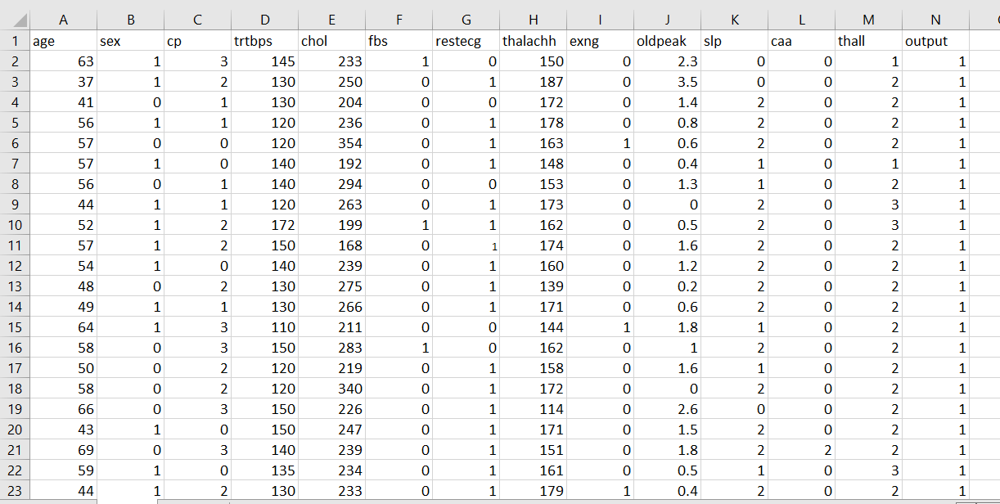 A B C D E F G H I J K L M N
1 age sex cp trtbps chol fbs restecg thalachh exng oldpeak slp caa thall output
2 63 1 3 145 233 1 0 150 0 2.3 0 0 1 1
3 37 1 2 130 250 0 1 187 0 3.5 0 0 2 1
4 41 0 1 130 204 0 0 172 0 1.4 2 0 2 1
5 56 1 1 120 236 0 1 178 0 0.8 2 0 2 1
6 57 0 0 120 354 0 1 163 1 0.6 2 0 2 1
7 57 1 0 140 192 0 1 148 0 0.4 1 0 1 1
8 56 0 1 140 294 0 0 153 0 1.3 1 0 2 1
9 44 1 1 120 263 0 1 173 0 0 2 0 3 1
10 52 1 2 172 199 1 1 162 0 0.5 2 0 3 1
11 57 1 2 150 168 0 1 174 0 1.6 2 0 2 1
12 54 1 0 140 239 0 1 160 0 1.2 2 0 2 1
13 48 0 2 130 275 0 1 139 0 0.2 2 0 2 1
14 49 1 1 130 266 0 1 171 0 0.6 2 0 2 1
15 64 1 3 110 211 0 0 144 1 1.8 1 0 2 1
16 58 0 3 150 283 1 0 162 0 1 2 0 2 1
17 50 0 2 120 219 0 1 158 0 1.6 1 0 2 1
18 58 0 2 120 340 0 1 172 0 0 2 0 2 1
19 66 0 3 150 226 0 1 114 0 2.6 0 0 2 1
20 43 1 0 150 247 0 1 171 0 1.5 2 0 2 1
21 69 0 3 140 239 0 1 151 0 1.8 2 2 2 1
22 59 1 0 135 234 0 1 161 0 0.5 1 0 3 1
23 44 1 2 130 233 0 1 179 1 0.4 2 0 2 1